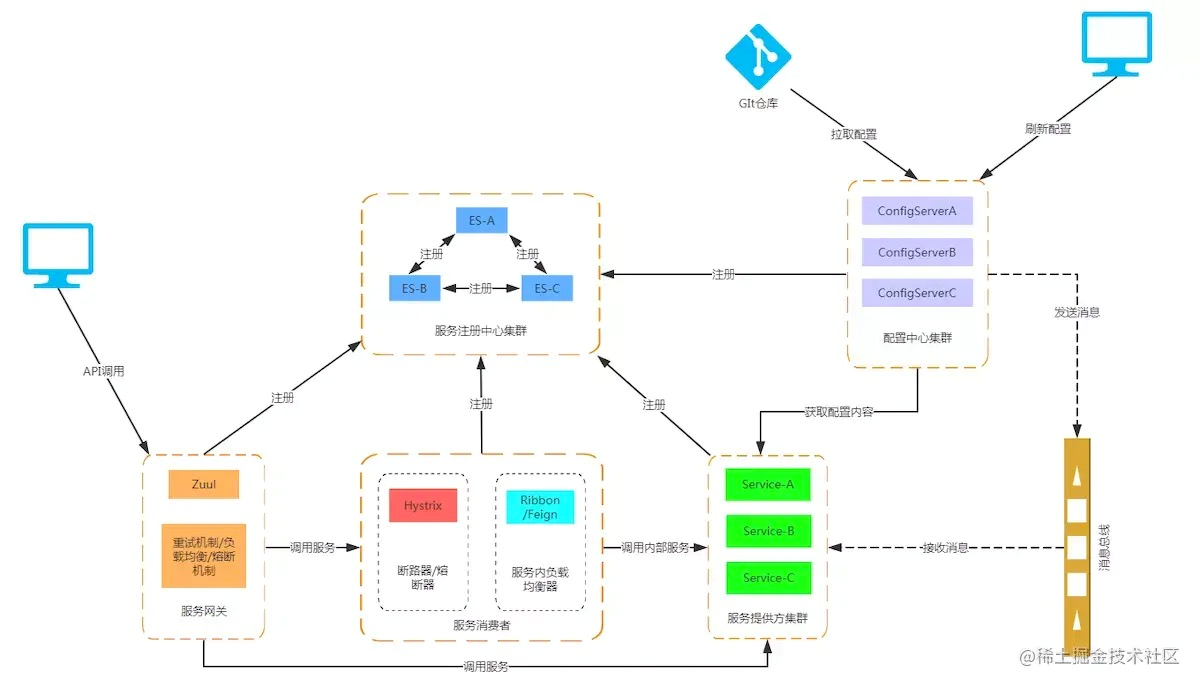 GIt仓库
拉取配置
刷新配置
ConfigServerA
ConfigServerB
ConfigServerC
配置中心集群
ES-A
注册
注册
ES-B
注册
ES-C
服务注册中心集群
注册
发送消息
API调用
注册
注册
注册
获取配置内容
Zuul
重试机制/负
载均衡/熔断
机制
服务网关
调用服务
Hystrix
断路器/熔
断器
Ribbon
/Feign
服务内负载
均衡器
服务消费者
调用内部服务
Service-A
Service-B
Service-C
服务提供方集群
接收消息
消息总线
调用服务
@稀土掘金技术社区